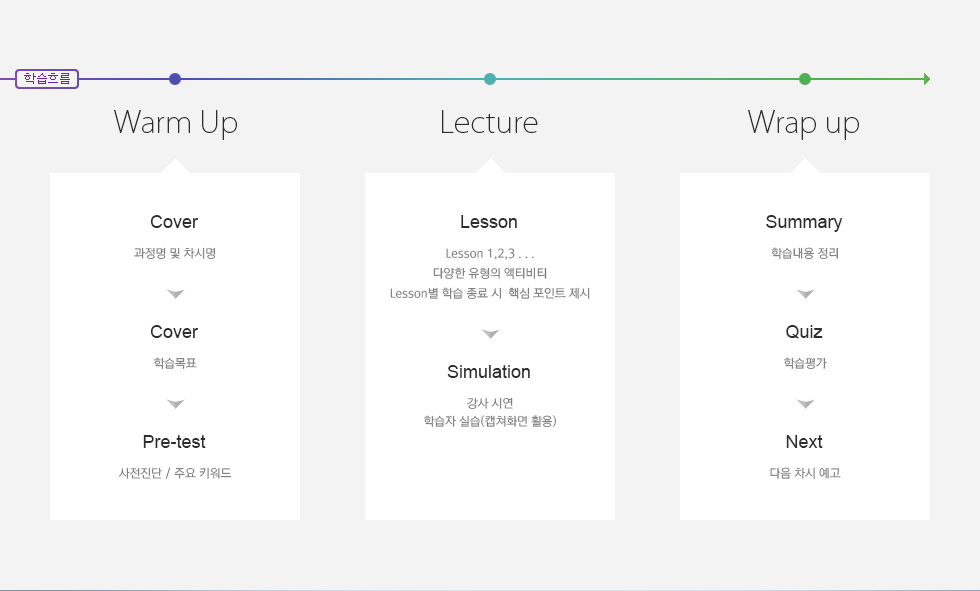 학습흐름
Warm Up
Cover
과정명 및 차시명
Cover
학습목표
Pre-test
사전진단 / 주요 키워드
Lecture
Lesson
Lesson 1,2,3 . . .
다양한 유형의 액티비티
Lesson별 학습 종료 시 핵심 포인트 제시
Simulation
강사 시연
학습자 실습(캡쳐화면 활용)
Wrap up
Summary
학습내용 정리
Quiz
학습평가
Next
다음 차시 예고